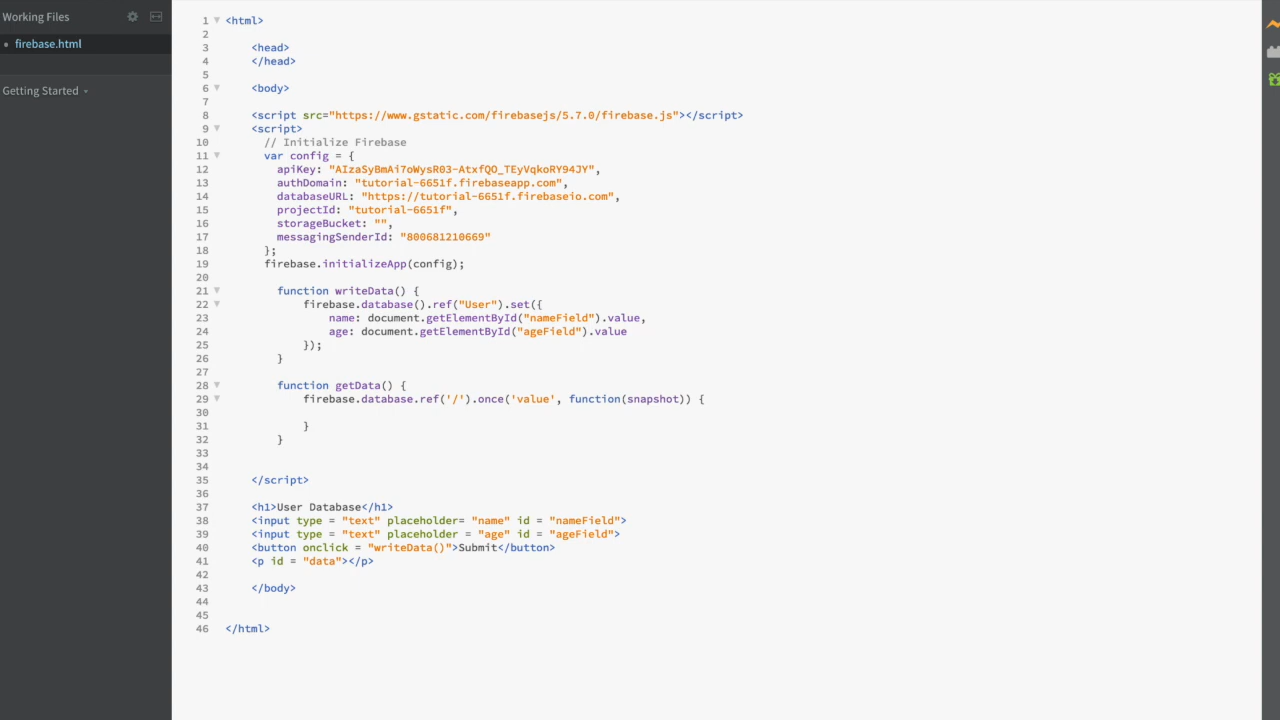 Working Files
firebase.html
Getting Started
1 <html>
2
3 <head>
4 </head>
5
6 <body>
7
8 <script src="https://www.gstatic.com/firebasejs/5.7.0/firebase.js"></script>
9 <script>
10 // Initialize Firebase
11 var config = {
12 apiKey: "AIzaSyBmAi7oWysR03-AtxfQO_TEyVqkoRY94JY",
13 authDomain: "tutorial-6651f.firebaseapp.com",
14 databaseURL: "https://tutorial-6651f.firebaseio.com",
15 projectId: "tutorial-6651f",
16 storageBucket: "",
17 messagingSenderId: "800681210669"
18 };
19 firebase.initializeApp(config);
20
21 function writeData() {
22 firebase.database().ref("User").set({
23 name: document.getElementById("nameField").value,
24 age: document.getElementById("ageField").value
25 });
26 }
27
28 function getData() {
29 firebase.database.ref('/').once('value', function(snapshot)) {
30
31 }
32 }
33
34
35 </script>
36
37 <h1>User Database</h1>
38 <input type = "text" placeholder= "name" id = "nameField">
39 <input type = "text" placeholder = "age" id = "ageField">
40 <button onclick = "writeData()">Submit</button>
41 <p id = "data"></p>
42
43 </body>
44
45
46 </html>